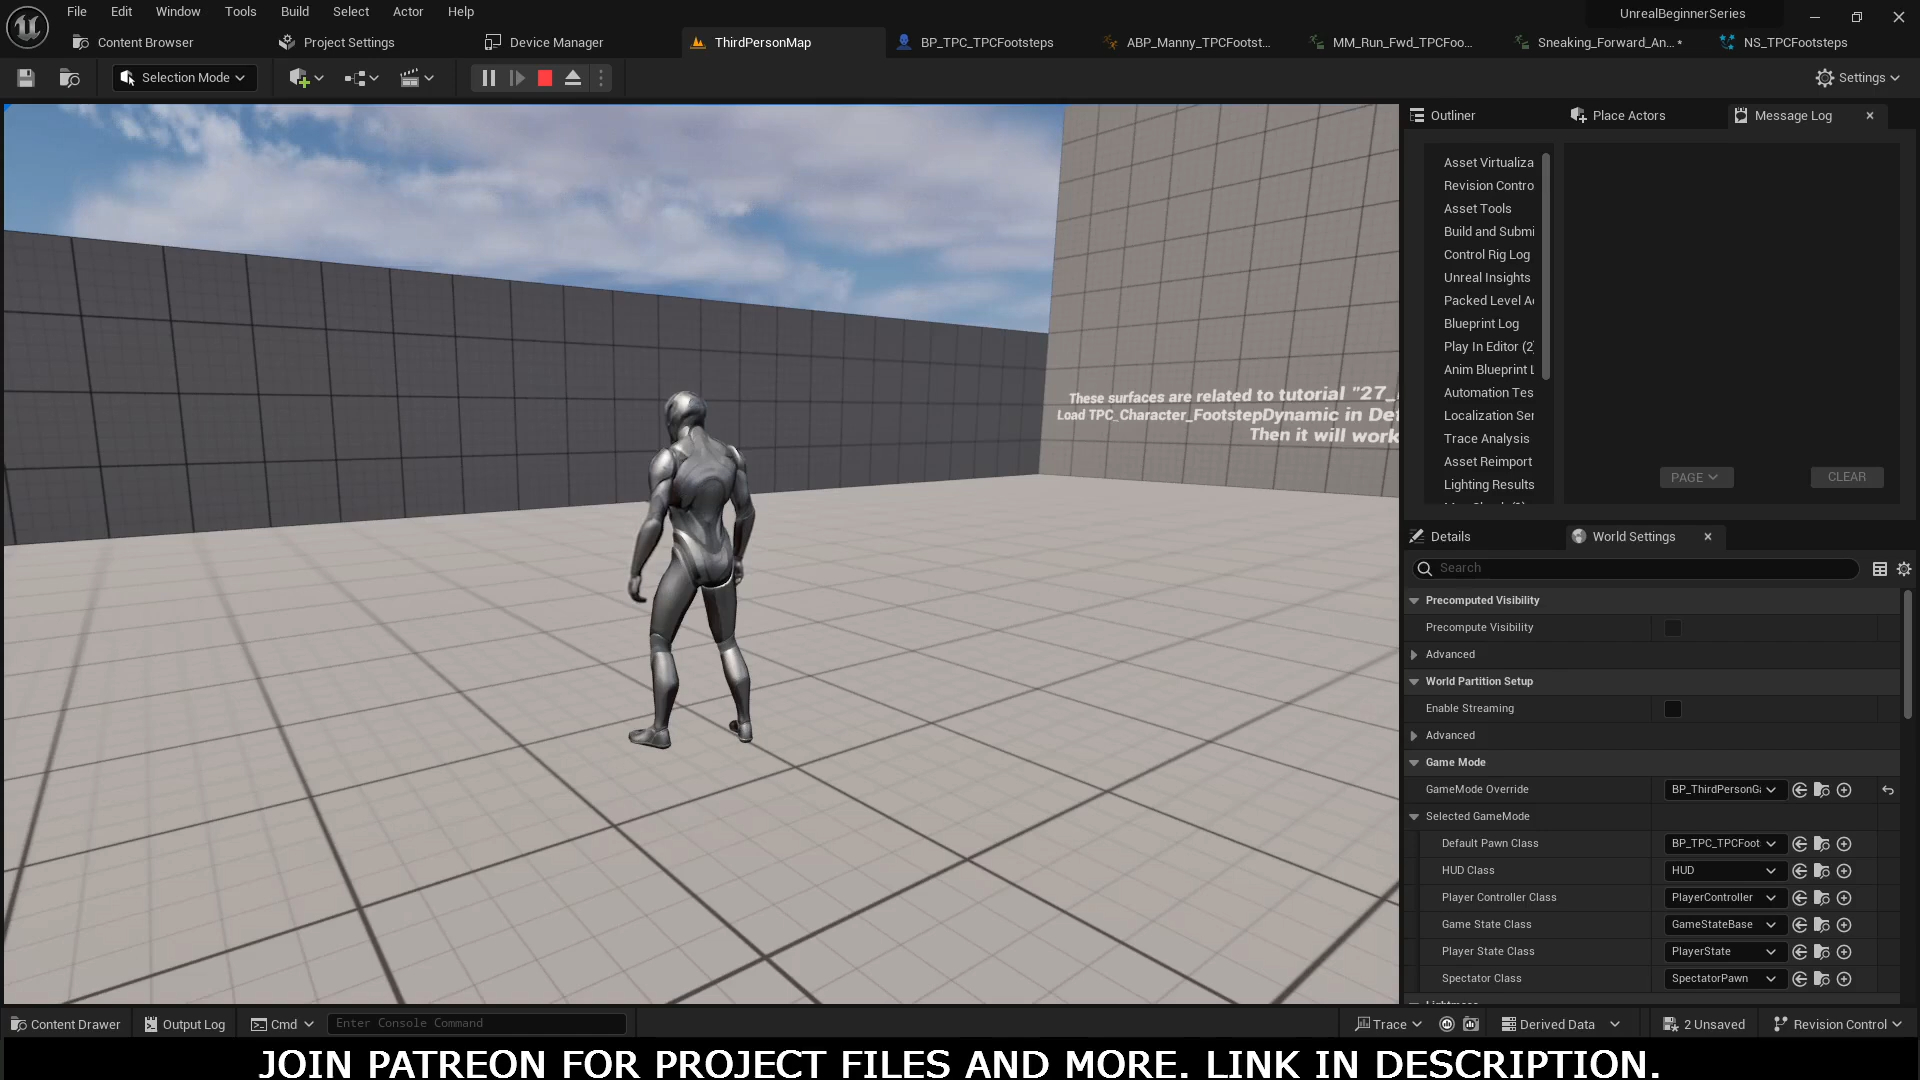 File Edit Window Tools Build Select Actor Help
UnrealBeginnerSeries
Content Browser
Project Settings
Device Manager
ThirdPersonMap
BP_TPC_TPCFootsteps
ABP_Manny_TPCFootst...
MM_Run_Fwd_TPCFoo...
Sneaking_Forward_An... •
NS_TPCFootsteps
Selection Mode
Settings
Outliner
Place Actors
Message Log
Asset Virtualiza
Revision Contro
Asset Tools
Build and Submi
Control Rig Log
Unreal Insights
Packed Level A
Blueprint Log
Play In Editor (2)
Anim Blueprint L
Automation Tes
Localization Ser
Trace Analysis
Asset Reimport
Lighting Results
PAGE
CLEAR
These surfaces are related to tutorial "27_
Load TPC_Character_FootstepDynamic in De
Then it will work
Details
World Settings
Search
Precomputed Visibility
Precompute Visibility
Advanced
World Partition Setup
Enable Streaming
Advanced
Game Mode
GameMode Override BP_ThirdPersonGa
Selected GameMode
Default Pawn Class BP_TPC_TPCFoot
HUD Class HUD
Player Controller Class PlayerController
Game State Class GameStateBase
Player State Class PlayerState
Spectator Class SpectatorPawn
Content Drawer
Output Log
Cmd
Enter Console Command
Trace
Derived Data
2 Unsaved
Revision Control
JOIN PATREON FOR PROJECT FILES AND MORE. LINK IN DESCRIPTION.